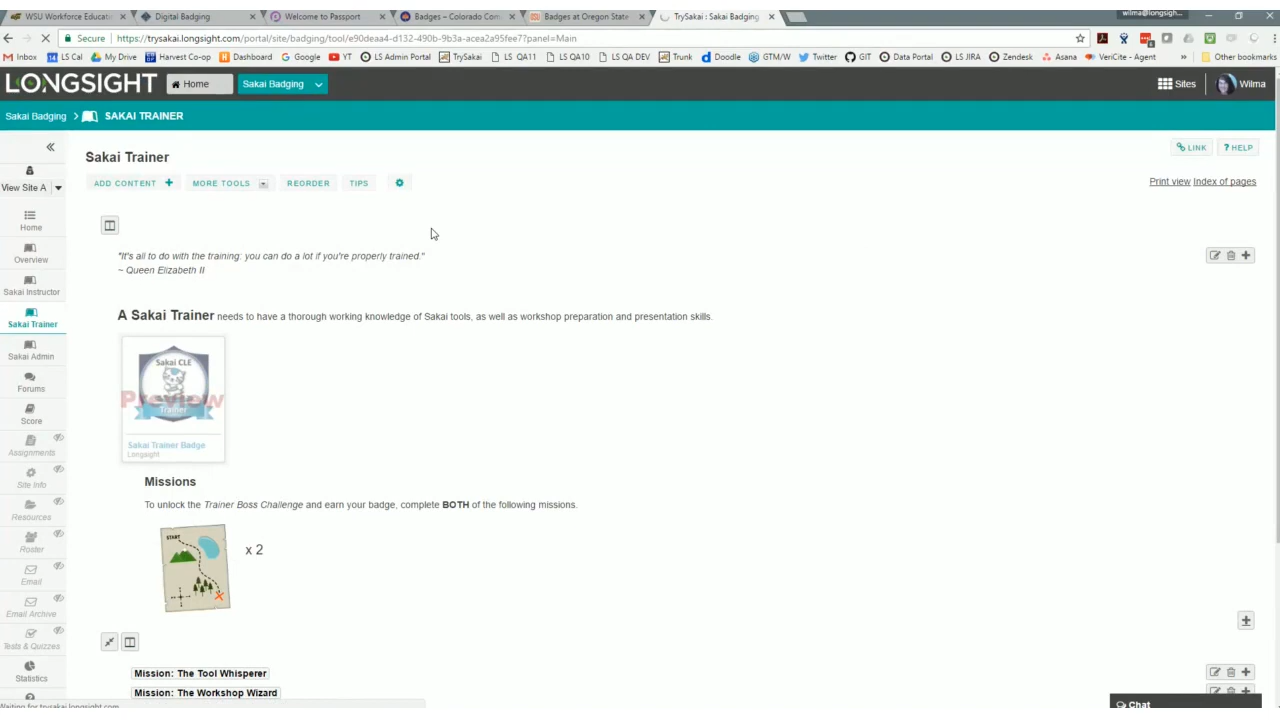 WSU Workforce Educatio
Digital Badging
Welcome to Passport
Badges – Colorado Com
Badges at Oregon State
TrySakai : Sakai Badging
wilma@longsigh...
Secure
https://trysakai.longsight.com/portal/site/badging/tool/e90deaa4-d132-490b-9b3a-acea2a95fee7?panel=Main
Inbox
LS Cal
My Drive
Harvest Co-op
Dashboard
Google
YT
LS Admin Portal
TrySakai
LS QA11
LS QA10
LS QA DEV
Trunk
Doodle
GTM/W
Twitter
GIT
Data Portal
LS JIRA
Zendesk
Asana
VeriCite - Agent
»
Other bookmarks
LONGSIGHT
Home
Sakai Badging
Sites
Wilma
Sakai Badging
SAKAI TRAINER
LINK
? HELP
Sakai Trainer
View Site A
ADD CONTENT +
MORE TOOLS
REORDER
TIPS
Print view Index of pages
Home
Overview
Sakai Instructor
Sakai Trainer
Sakai Admin
Forums
Score
Assignments
Site Info
Resources
Roster
Email
Email Archive
Tests & Quizzes
Statistics
"It's all to do with the training: you can do a lot if you're properly trained."
~ Queen Elizabeth II
A Sakai Trainer needs to have a thorough working knowledge of Sakai tools, as well as workshop preparation and presentation skills.
Sakai CLE
Preview
Trainer
Sakai Trainer Badge
Longsight
Missions
To unlock the Trainer Boss Challenge and earn your badge, complete BOTH of the following missions.
START
x 2
Mission: The Tool Whisperer
Mission: The Workshop Wizard
Chat
Waiting for trysakai.longsight.com